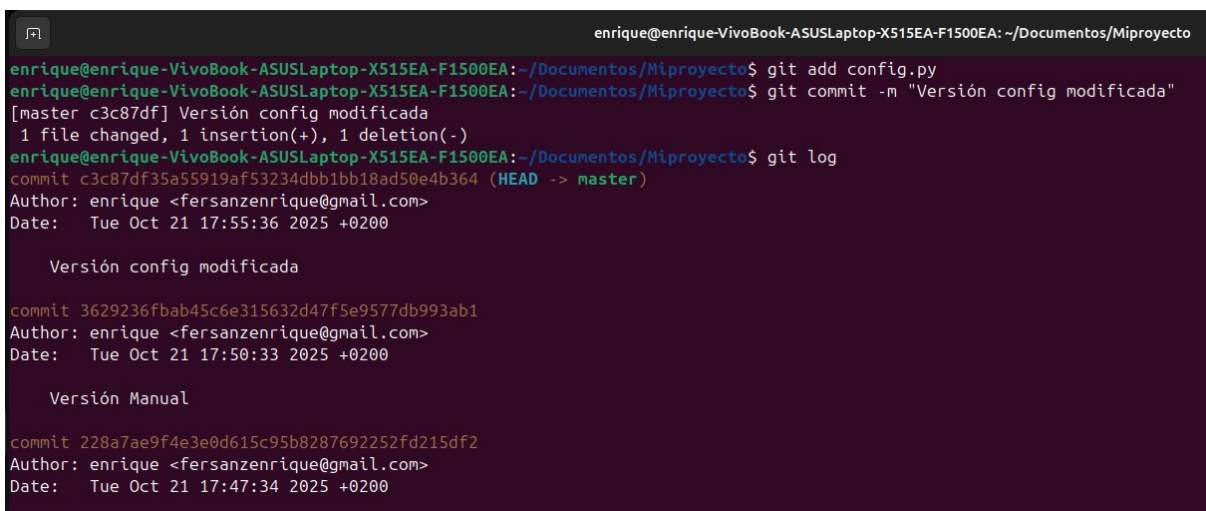 enrique@enrique-VivoBook-ASUSLaptop-X515EA-F1500EA: ~/Documentos/Miproyecto
enrique@enrique-VivoBook-ASUSLaptop-X515EA-F1500EA:~/Documentos/Miproyecto$ git add config.py
enrique@enrique-VivoBook-ASUSLaptop-X515EA-F1500EA:~/Documentos/Miproyecto$ git commit -m "Versión config modificada"
[master c3c87df] Versión config modificada
 1 file changed, 1 insertion(+), 1 deletion(-)
enrique@enrique-VivoBook-ASUSLaptop-X515EA-F1500EA:~/Documentos/Miproyecto$ git log
commit c3c87df35a55919af53234dbb1bb18ad50e4b364 (HEAD -> master)
Author: enrique <fersanzenrique@gmail.com>
Date:   Tue Oct 21 17:55:36 2025 +0200

    Versión config modificada

commit 3629236fbab45c6e315632d47f5e9577db993ab1
Author: enrique <fersanzenrique@gmail.com>
Date:   Tue Oct 21 17:50:33 2025 +0200

    Versión Manual

commit 228a7ae9f4e3e0d615c95b8287692252fd215df2
Author: enrique <fersanzenrique@gmail.com>
Date:   Tue Oct 21 17:47:34 2025 +0200